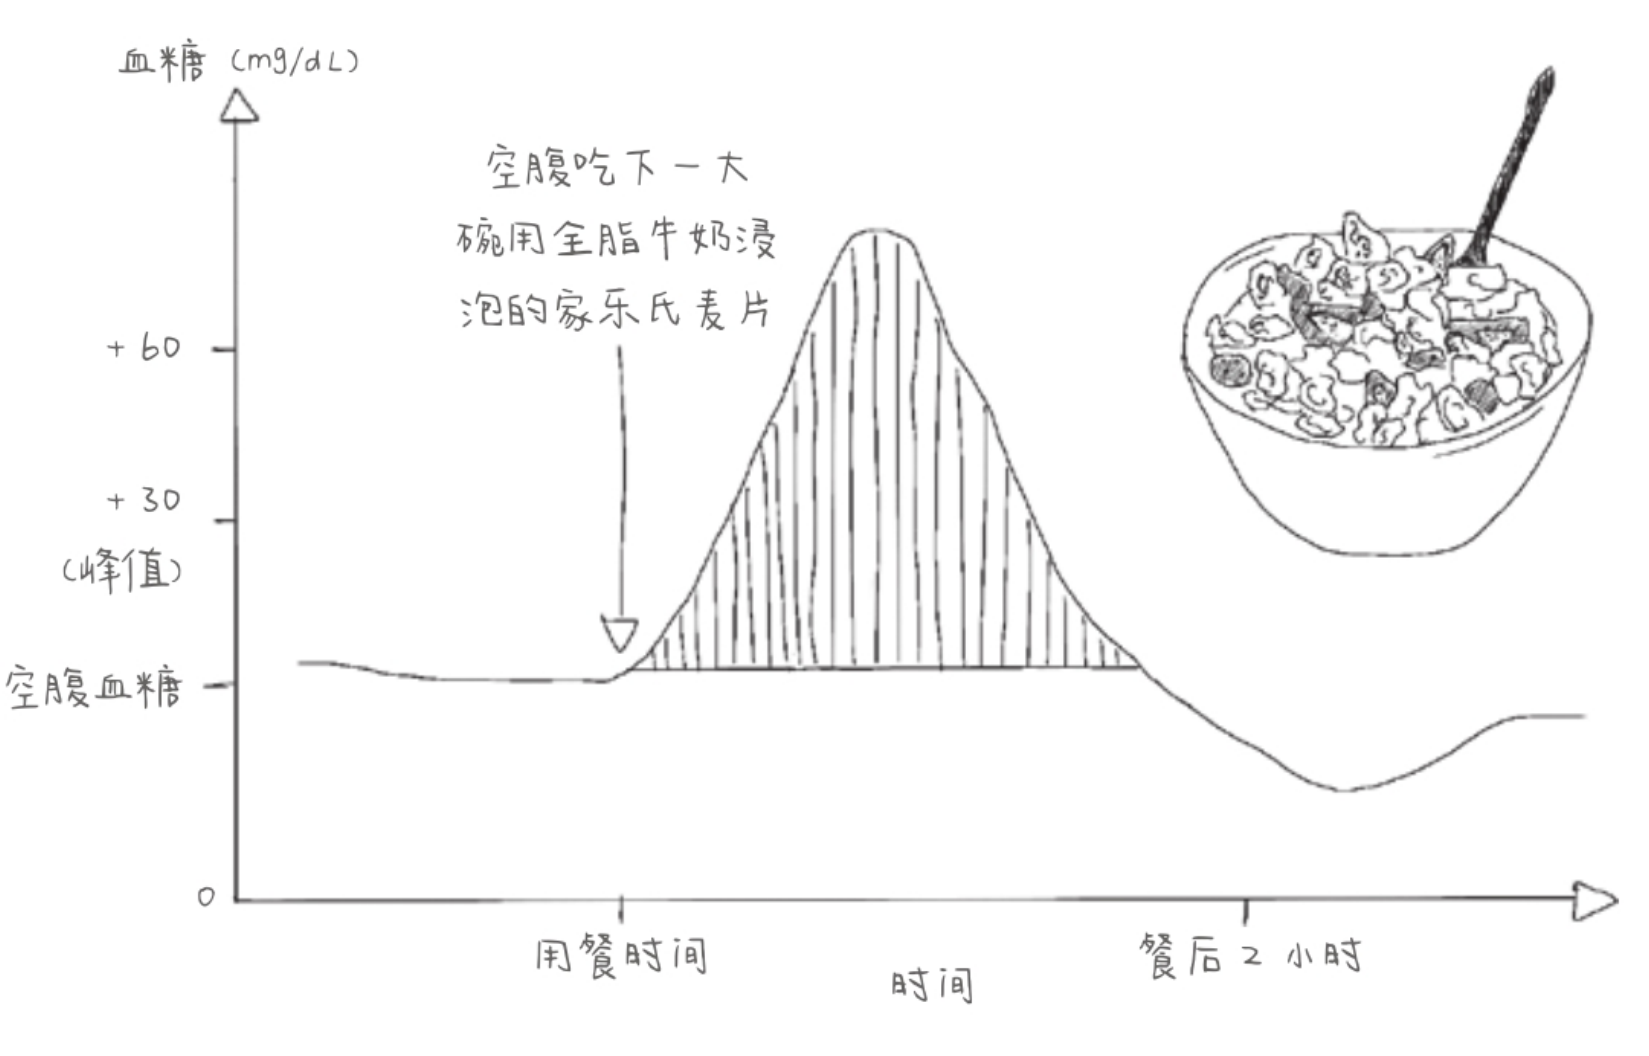 血糖 (mg/dL)
空腹吃下一大
碗用全脂牛奶浸
泡的家乐氏麦片
+60
+30
(峰值)
空腹血糖
0
用餐时间
时间
餐后2小时